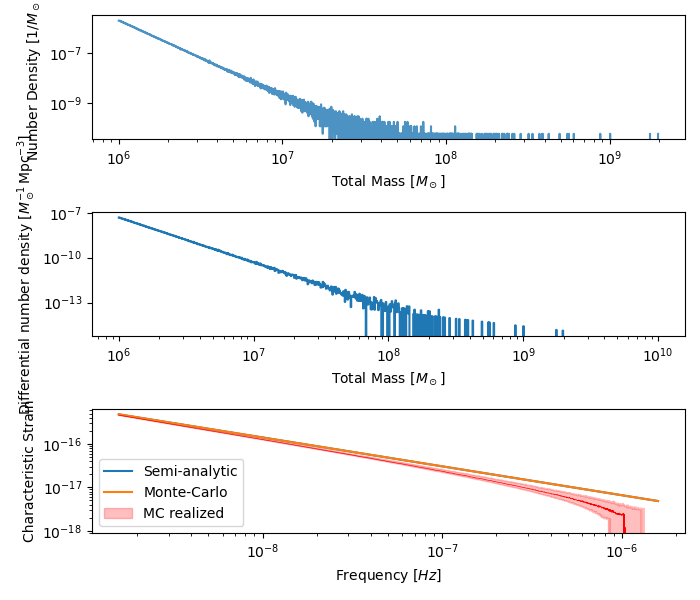 Number Density [1/M⊙
10⁻⁷
10⁻⁹
10⁶ 10⁷ 10⁸ 10⁹
Total Mass [M⊙]
Differential number density [M⊙⁻¹ Mpc⁻³]
10⁻⁷
10⁻¹⁰
10⁻¹³
10⁶ 10⁷ 10⁸ 10⁹ 10¹⁰
Total Mass [M⊙]
Characteristic Strain
10⁻¹⁶
10⁻¹⁷
10⁻¹⁸
Semi-analytic
Monte-Carlo
MC realized
10⁻⁸ 10⁻⁷ 10⁻⁶
Frequency [Hz]